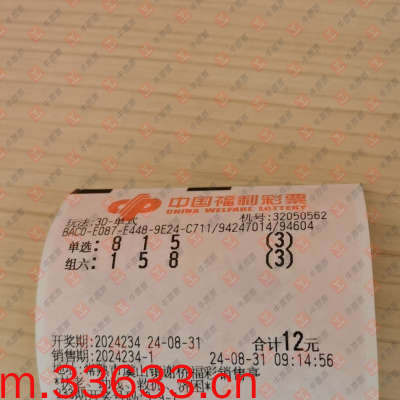 中国福利彩票
CHINA WELFARE LOTTERY
玩法:3D-单式 机号:32050562
BACD-E087-E448-9E24-C711/94247014/94604
单选: 8 1 5 (3)
组六: 1 5 8 (3)
开奖期:2024234 24-08-31 合计12元
销售期:2024234-1 24-08-31 09:14:56
m.33633.cn